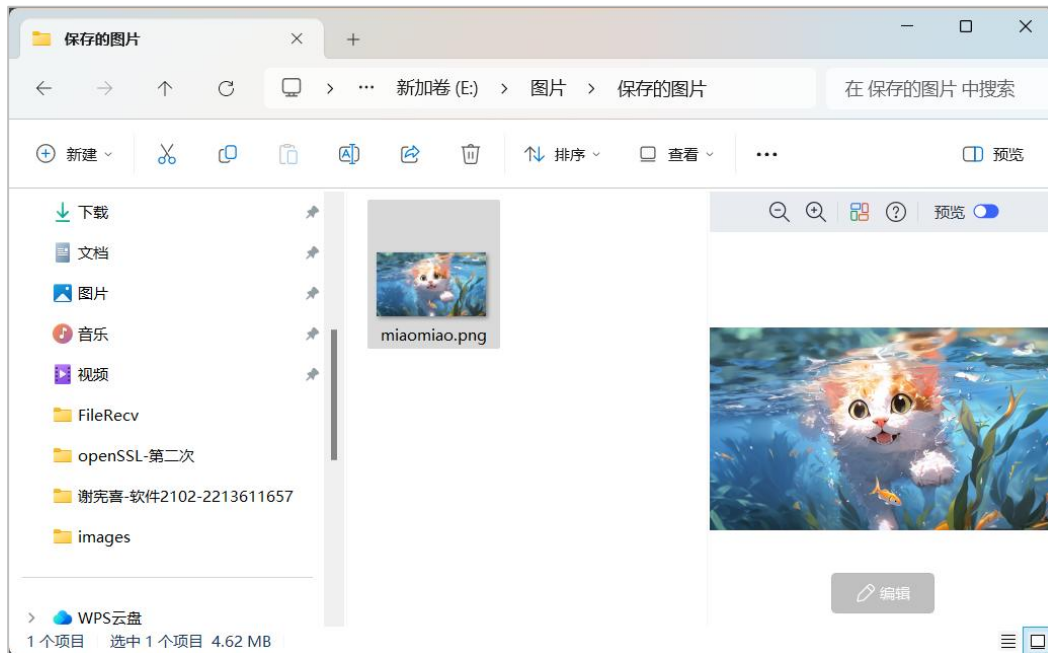 保存的图片
新加卷 (E:) > 图片 > 保存的图片
在 保存的图片 中搜索
新建
排序
查看
预览
下载
文档
图片
音乐
视频
FileRecv
openSSL-第二次
谢宪喜-软件2102-2213611657
images
WPS云盘
miaomiao.png
预览
编辑
1 个项目 选中 1 个项目 4.62 MB